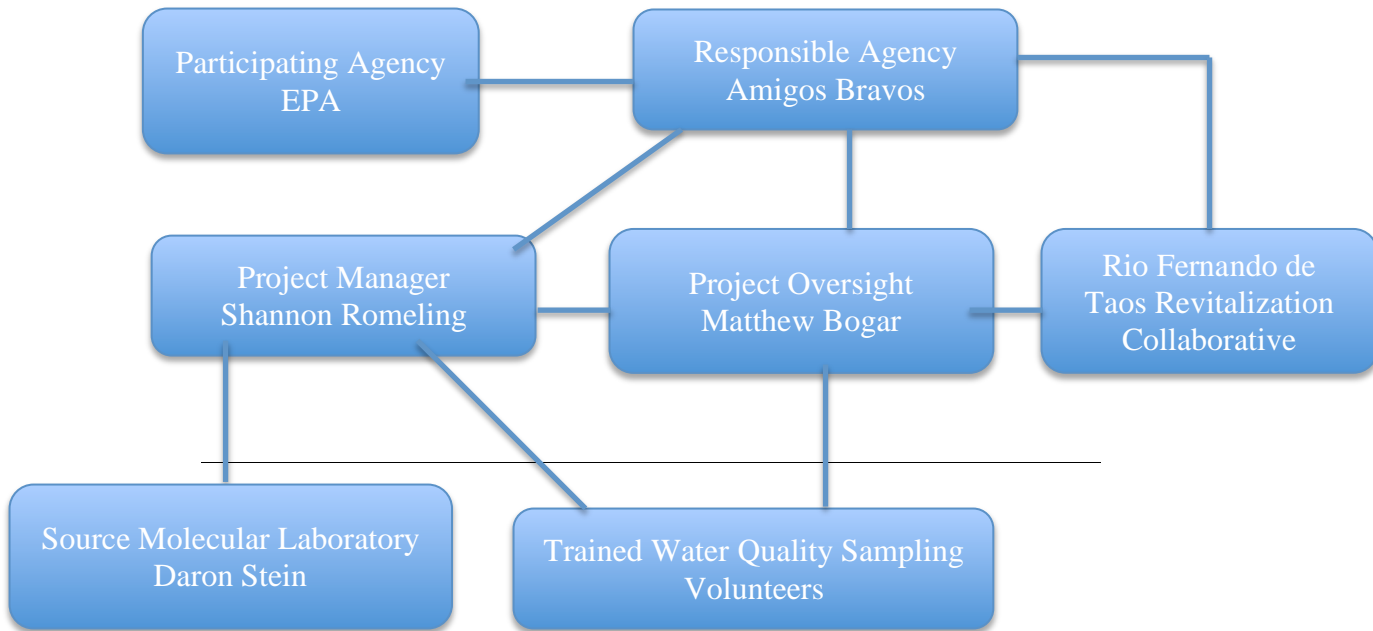 Participating Agency
EPA
Responsible Agency
Amigos Bravos
Project Manager
Shannon Romeling
Project Oversight
Matthew Bogar
Rio Fernando de
Taos Revitalization
Collaborative
Source Molecular Laboratory
Daron Stein
Trained Water Quality Sampling
Volunteers